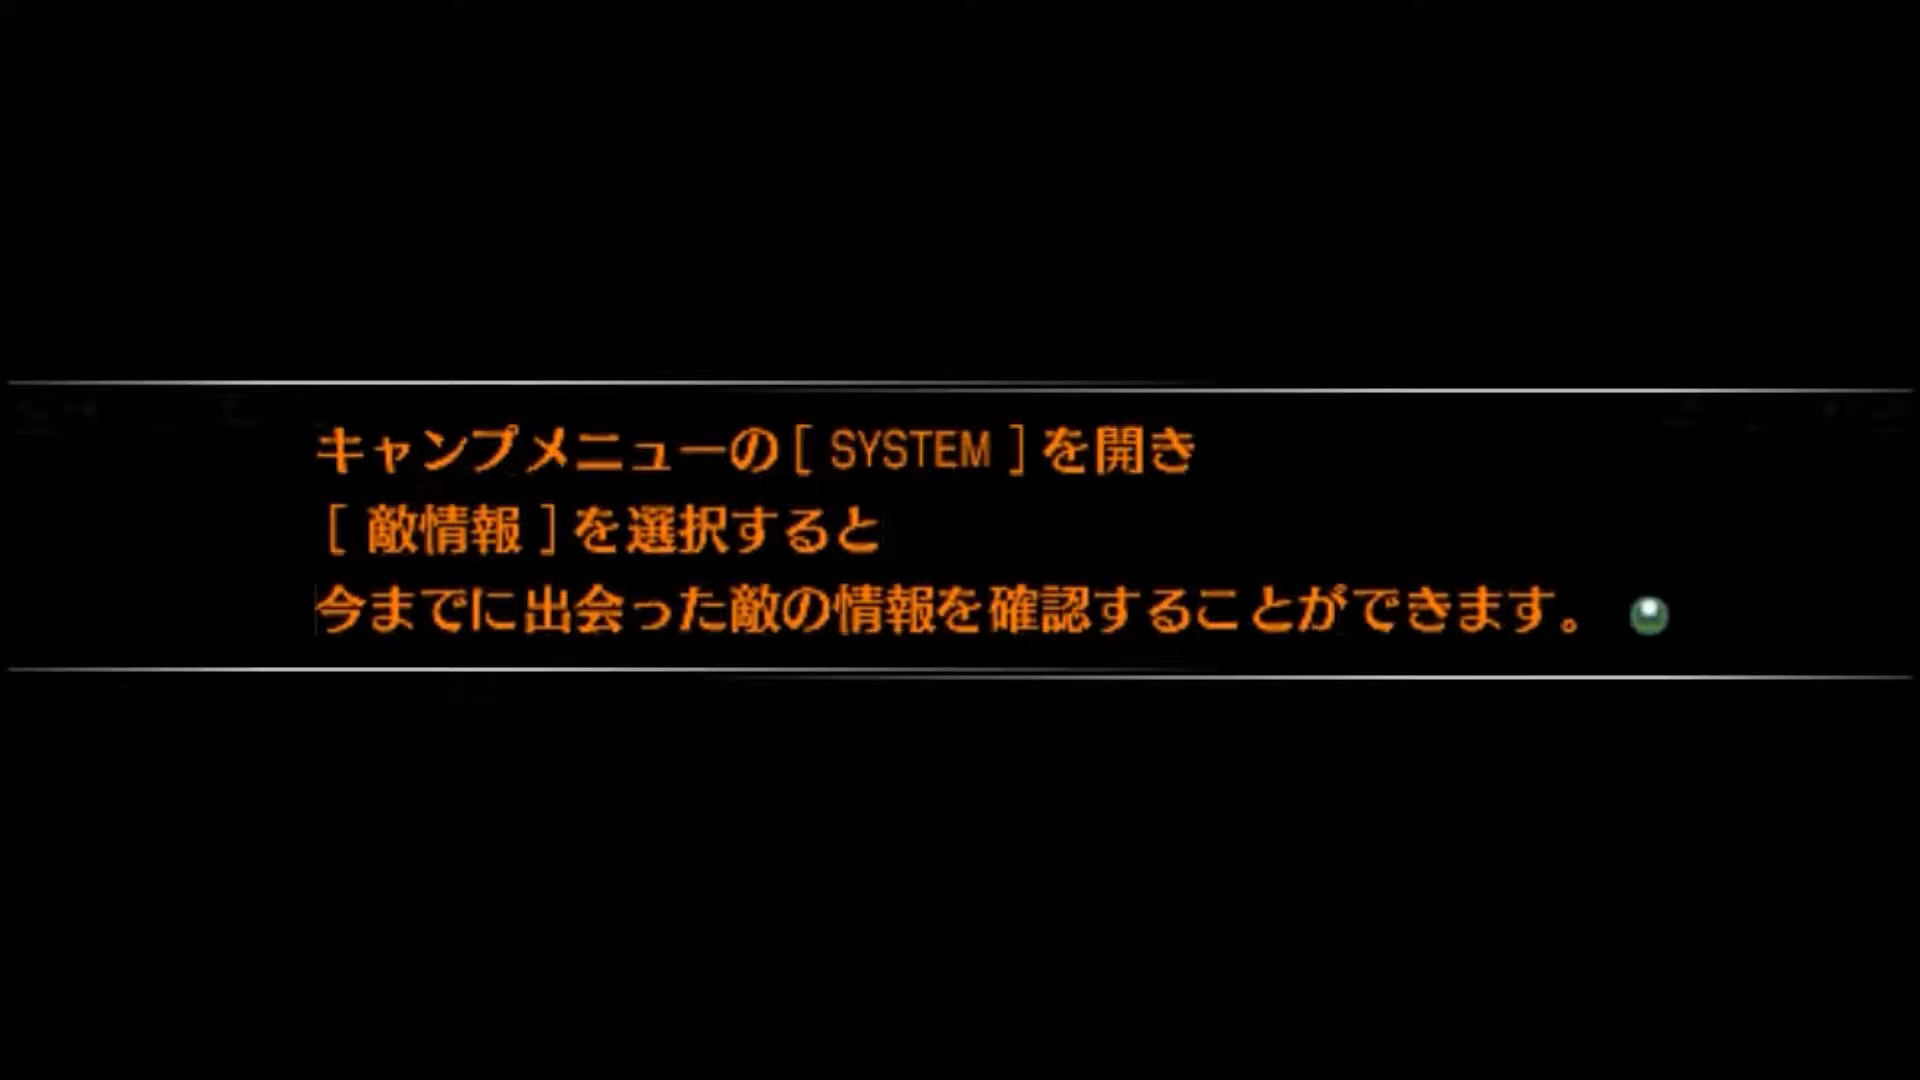 キャンプメニューの[ SYSTEM ]を開き
[ 敵情報 ]を選択すると
今までに出会った敵の情報を確認することができます。